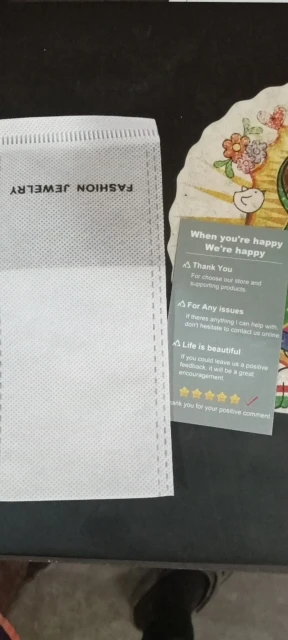 FASHION JEWELRY
When you're happy
We're happy
Thank You
For choose our store and
supporting products.
For Any issues
If theres anything I can help with
don't hesitate to contact us online
Life is beautiful
If you could leave us a positive
feedback, it will be a great
encouragement
you for your positive comment